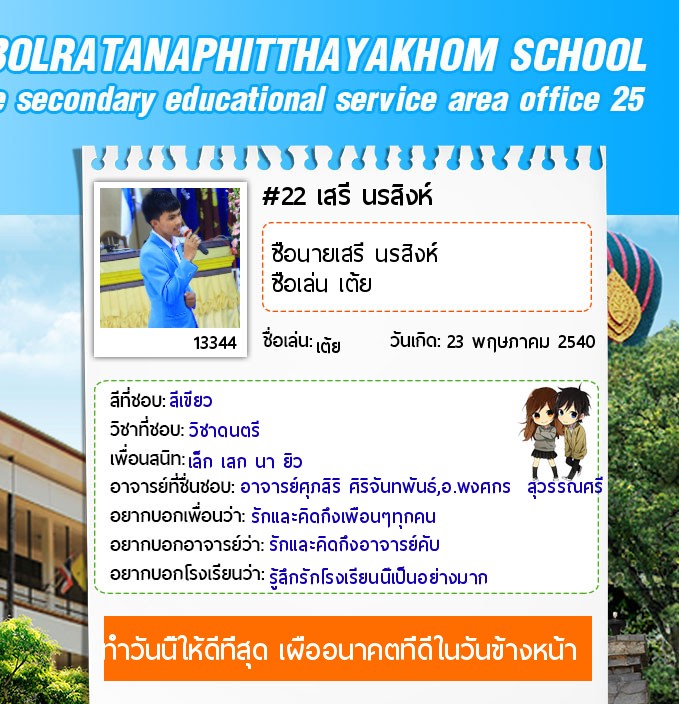 BOLRATANAPHITTHAYAKHOM SCHOOL
e secondary educational service area office 25
#22 เสรี นรสิงห์
ชื่อนายเสรี นรสิงห์
ชื่อเล่น เต้ย
13344
ชื่อเล่น: เต้ย วันเกิด: 23 พฤษภาคม 2540
สีที่ชอบ: สีเขียว
วิชาที่ชอบ: วิชาดนตรี
เพื่อนสนิท: เล็ก เสก นา ยิว
อาจารย์ที่ชื่นชอบ: อาจารย์ศุภสิริ ศิริจันทพันธ์,อ.พงศกร สุวรรณศรี
อยากบอกเพื่อนว่า: รักและคิดถึงเพื่อนๆทุกคน
อยากบอกอาจารย์ว่า: รักและคิดถึงอาจารย์คับ
อยากบอกโรงเรียนว่า: รู้สึกรักโรงเรียนนี้เป็นอย่างมาก
ทำวันนี้ให้ดีที่สุด เผื่ออนาคตที่ดีในวันข้างหน้า